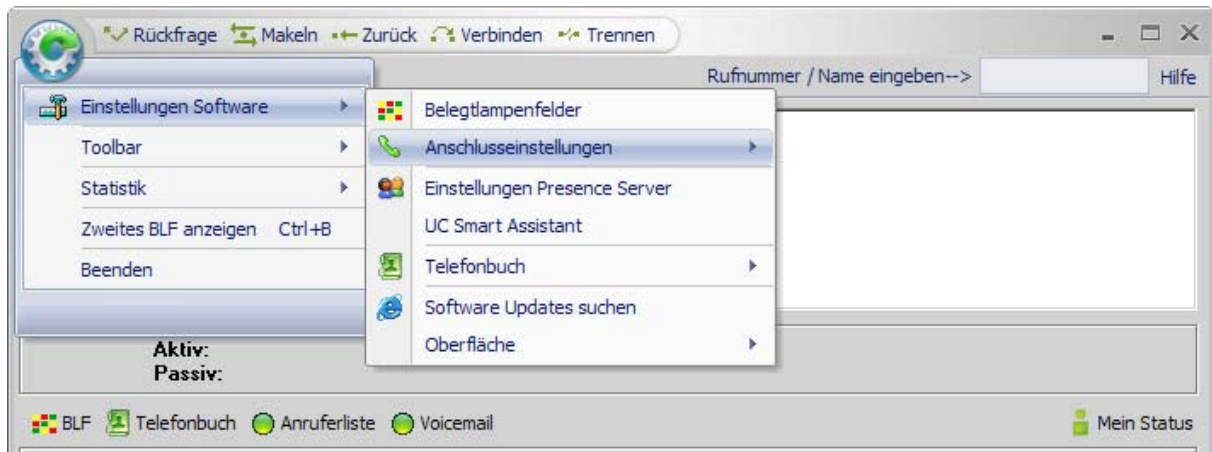 Rückfrage Makeln Zurück Verbinden Trennen
Rufnummer / Name eingeben--> Hilfe
Einstellungen Software
Toolbar
Statistik
Zweites BLF anzeigen Ctrl+B
Beenden
Belegtlampenfelder
Anschlusseinstellungen
Einstellungen Presence Server
UC Smart Assistant
Telefonbuch
Software Updates suchen
Oberfläche
Aktiv:
Passiv:
BLF Telefonbuch Anruferliste Voicemail Mein Status